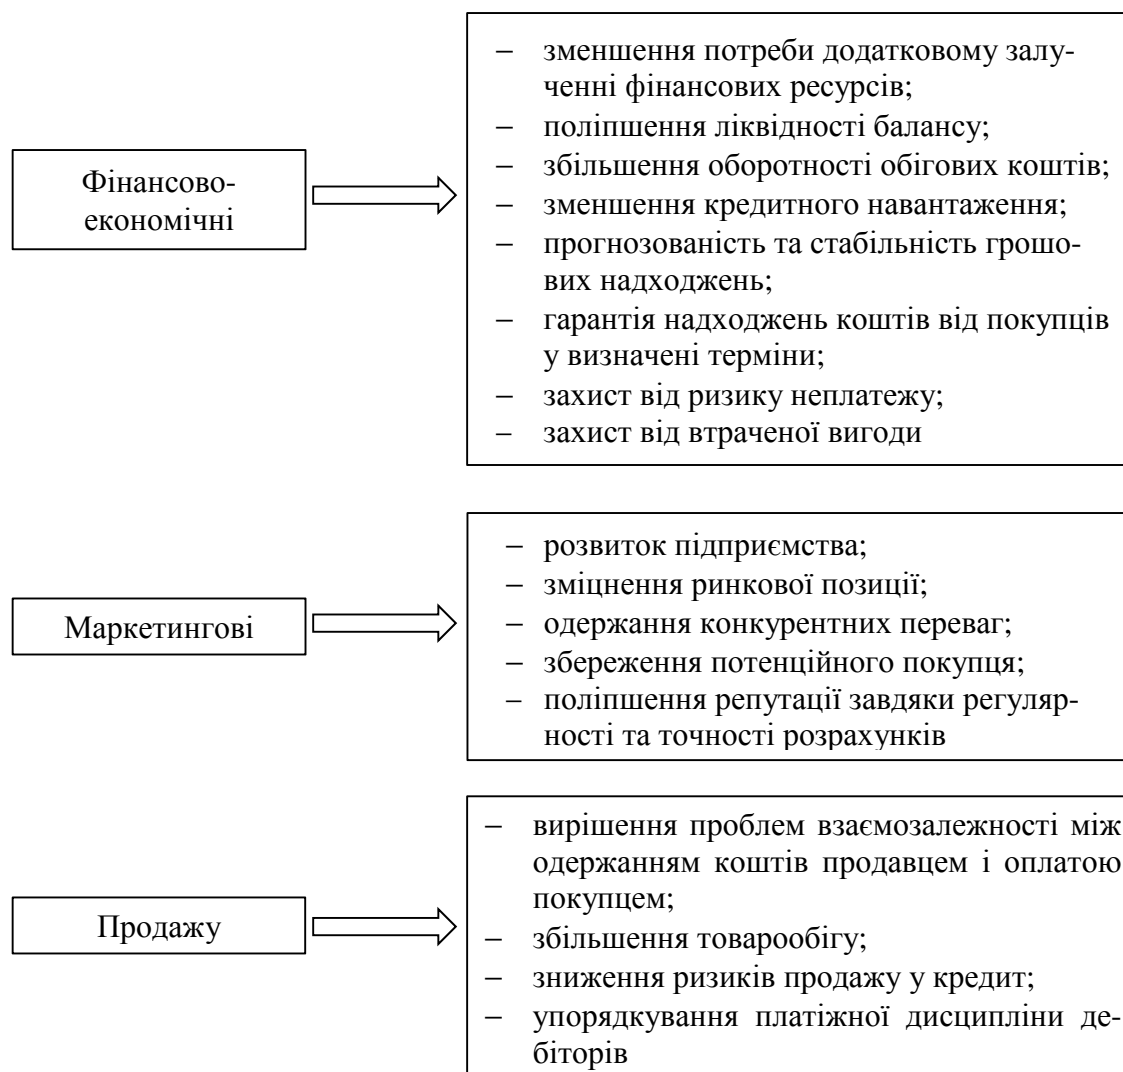 Фінансово-
економічні
– зменшення потреби додатковому залу-
ченні фінансових ресурсів;
– поліпшення ліквідності балансу;
– збільшення оборотності обігових коштів;
– зменшення кредитного навантаження;
– прогнозованість та стабільність грошо-
вих надходжень;
– гарантія надходжень коштів від покупців
у визначені терміни;
– захист від ризику неплатежу;
– захист від втраченої вигоди
Маркетингові
– розвиток підприємства;
– зміцнення ринкової позиції;
– одержання конкурентних переваг;
– збереження потенційного покупця;
– поліпшення репутації завдяки регуляр-
ності та точності розрахунків
Продажу
– вирішення проблем взаємозалежності між
одержанням коштів продавцем і оплатою
покупцем;
– збільшення товарообігу;
– зниження ризиків продажу у кредит;
– упорядкування платіжної дисципліни де-
біторів